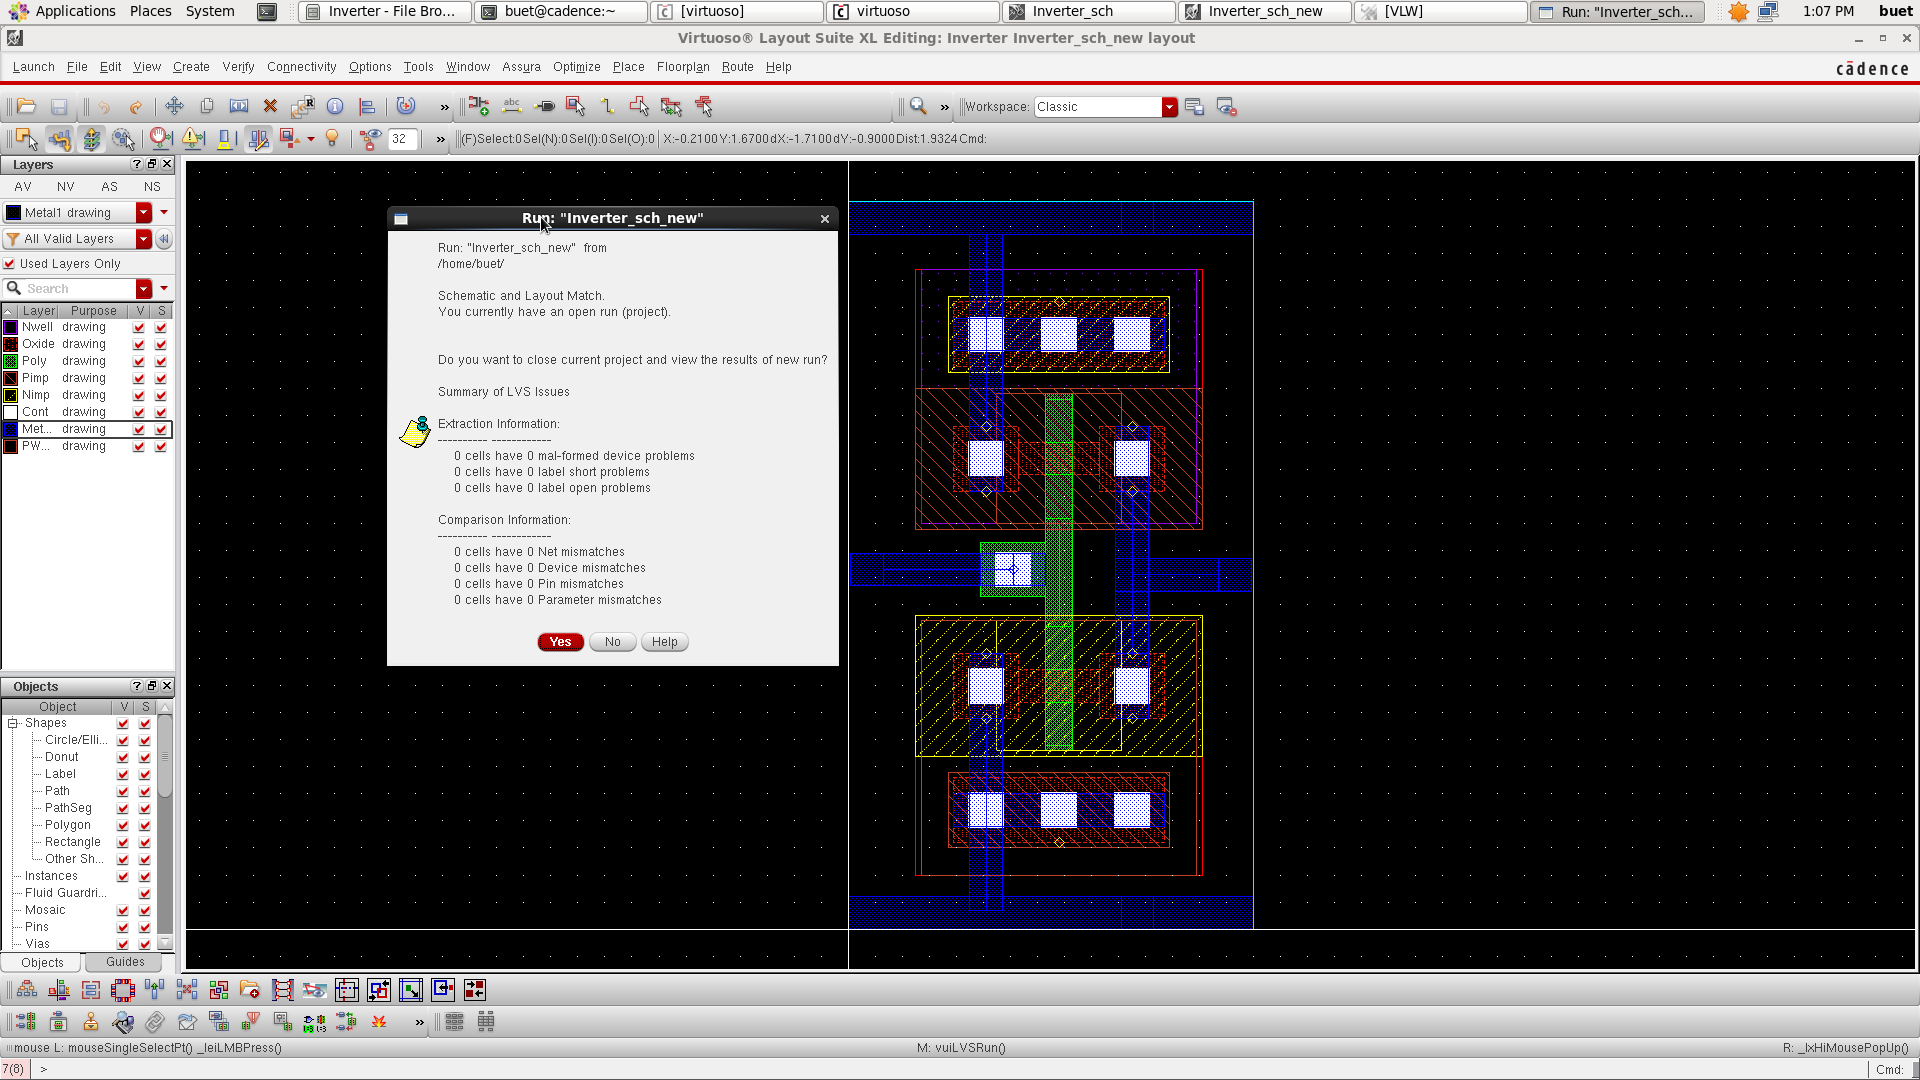 Applications Places System Inverter - File Bro... buet@cadence:~ [virtuoso] virtuoso Inverter_sch Inverter_sch_new [VLW] Run: "Inverter_sch... 1:07 PM buet
Virtuoso® Layout Suite XL Editing: Inverter Inverter_sch_new layout
Launch File Edit View Create Verify Connectivity Options Tools Window Assura Optimize Place Floorplan Route Help cādence
» abc » Workspace: Classic
32 » (F)Select:0 Sel(N):0 Sel(I):0 Sel(O):0 X:-0.2100 Y:1.6700 dX:-1.7100 dY:-0.9000 Dist:1.9324 Cmd:
Layers
AV NV AS NS
Metal1 drawing
All Valid Layers
Used Layers Only
Search
Layer Purpose V S
Nwell drawing
Oxide drawing
Poly drawing
Pimp drawing
Nimp drawing
Cont drawing
Met... drawing
PW... drawing
Objects
Object V S
Shapes
Circle/Elli...
Donut
Label
Path
PathSeg
Polygon
Rectangle
Other Sh...
Instances
Fluid Guardri...
Mosaic
Pins
Vias
Objects Guides
Run: "Inverter_sch_new"
Run: "Inverter_sch_new" from
/home/buet/
Schematic and Layout Match.
You currently have an open run (project).
Do you want to close current project and view the results of new run?
Summary of LVS Issues
Extraction Information:
---------- ------------
0 cells have 0 mal-formed device problems
0 cells have 0 label short problems
0 cells have 0 label open problems
Comparison Information:
---------- ------------
0 cells have 0 Net mismatches
0 cells have 0 Device mismatches
0 cells have 0 Pin mismatches
0 cells have 0 Parameter mismatches
Yes No Help
»
mouse L: mouseSingleSelectPt() _leiLMBPress() M: vuiLVSRun() R: _lxHiMousePopUp()
7(8) > Cmd: